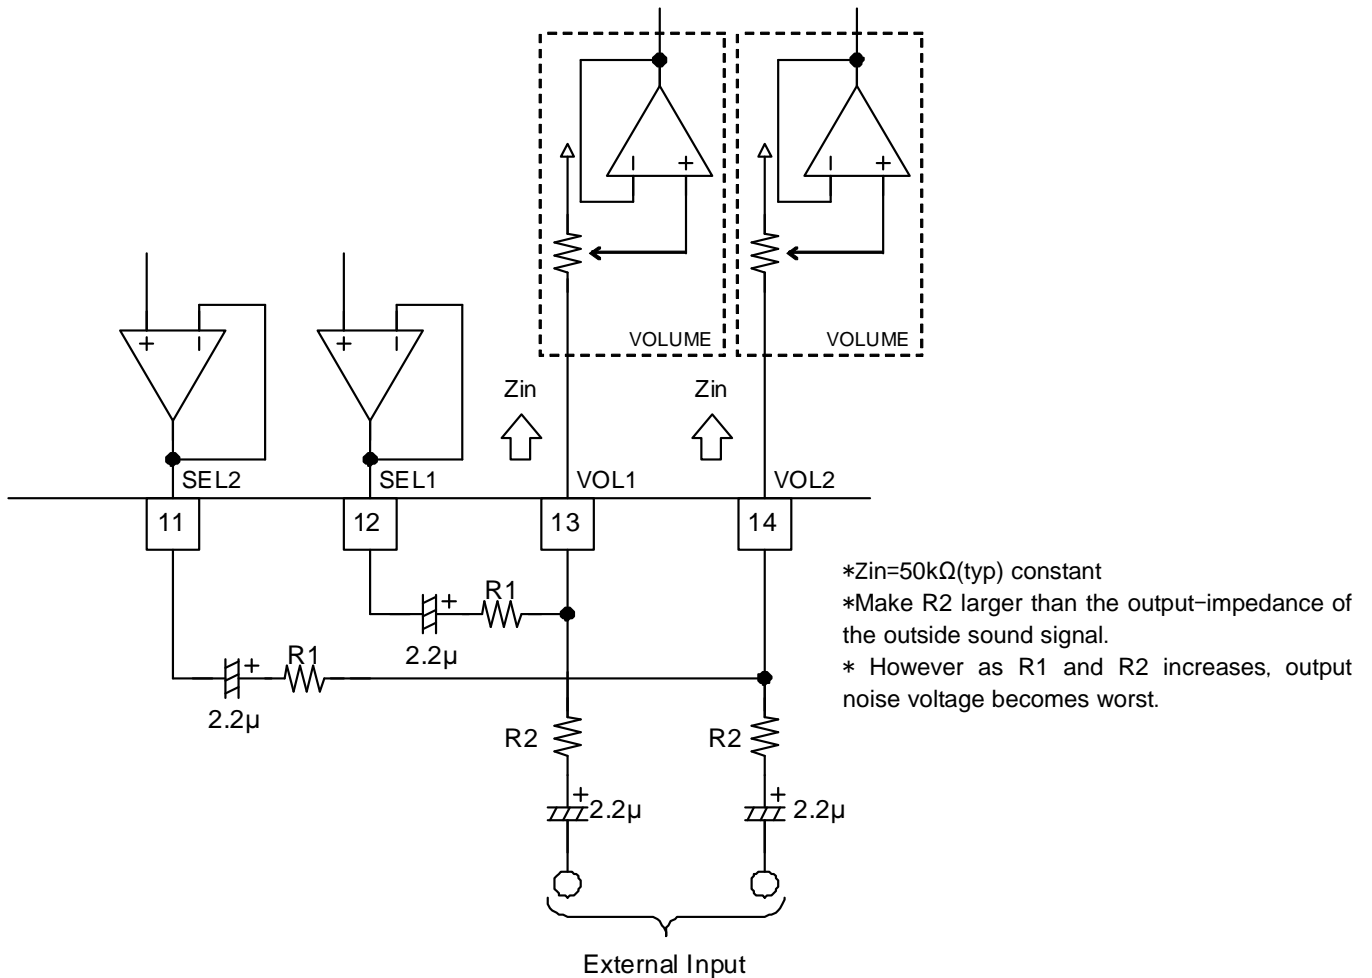 VOLUME
VOLUME
Zin
Zin
SEL2
SEL1
VOL1
VOL2
11
12
13
14
*Zin=50kΩ(typ) constant
*Make R2 larger than the output-impedance of
the outside sound signal.
* However as R1 and R2 increases, output
noise voltage becomes worst.
R1
2.2μ
R1
2.2μ
R2
R2
2.2μ
2.2μ
External Input